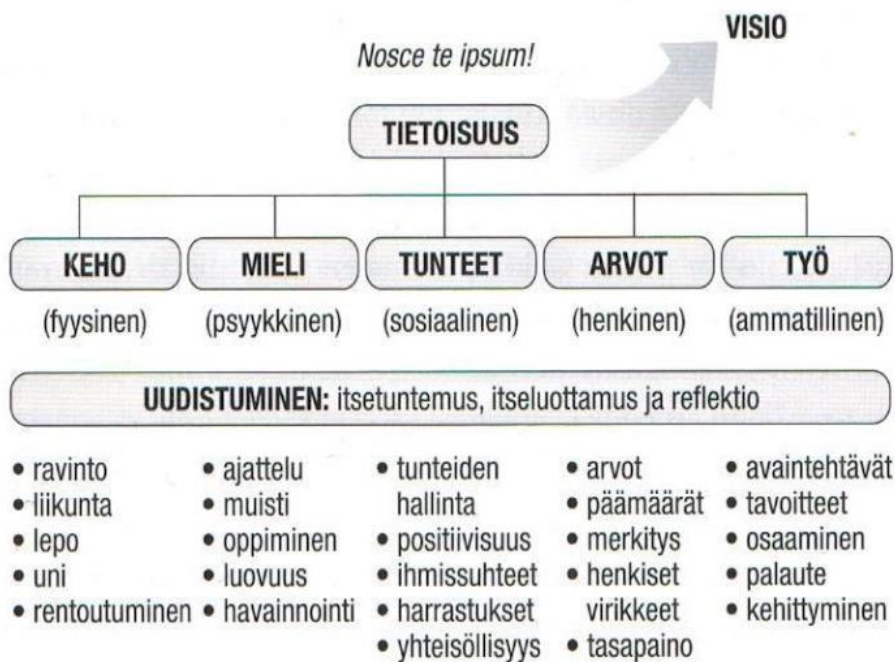 VISIO
Nosce te ipsum!
TIETOISUUS
KEHO
MIELI
TUNTEET
ARVOT
TYÖ
(fyysinen)
(psyykkinen)
(sosiaalinen)
(henkinen)
(ammatillinen)
UUDISTUMINEN: itsetuntemus, itseluottamus ja reflektio
• ravinto
• liikunta
• lepo
• uni
• rentoutuminen
• ajattelu
• muisti
• oppiminen
• luovuus
• havainnointi
• tunteiden
hallinta
• positiivisuus
• ihmissuhteet
• harrastukset
• yhteisöllisyys
• arvot
• päämäärät
• merkitys
• henkiset
virikkeet
• tasapaino
• avaintehtävät
• tavoitteet
• osaaminen
• palaute
• kehittyminen